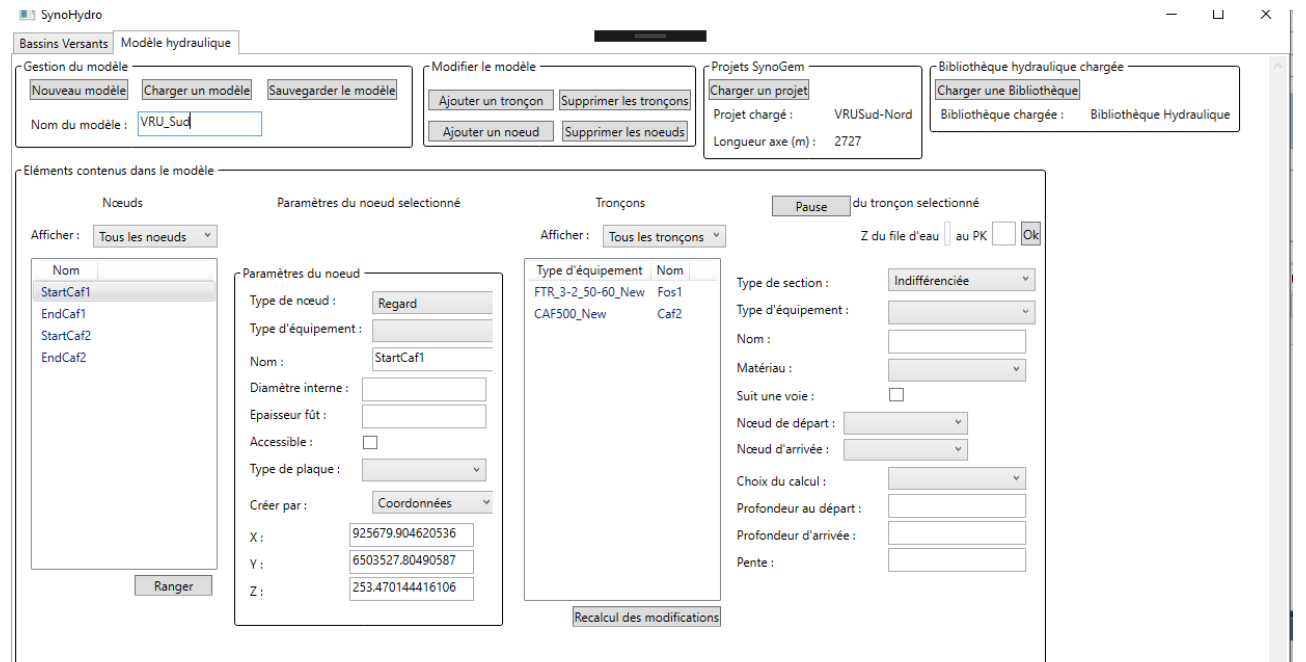 SynoHydro
Bassins Versants Modèle hydraulique
Gestion du modèle
Nouveau modèle Charger un modèle Sauvegarder le modèle
Nom du modèle : VRU_Sud
Modifier le modèle
Ajouter un tronçon Supprimer les tronçons
Ajouter un noeud Supprimer les noeuds
Projets SynoGem
Charger un projet
Projet chargé : VRUSud-Nord
Longueur axe (m) : 2727
Bibliothèque hydraulique chargée
Charger une Bibliothèque
Bibliothèque chargée : Bibliothèque Hydraulique
Eléments contenus dans le modèle
Nœuds
Afficher : Tous les noeuds
Nom
StartCaf1
EndCaf1
StartCaf2
EndCaf2
Ranger
Paramètres du noeud selectionné
Paramètres du noeud
Type de nœud : Regard
Type d'équipement :
Nom : StartCaf1
Diamètre interne :
Epaisseur fût :
Accessible :
Type de plaque :
Créer par : Coordonnées
X : 925679.904620536
Y : 6503527.80490587
Z : 253.470144416106
Tronçons
Afficher : Tous les tronçons
Type d'équipement Nom
FTR_3-2_50-60_New Fos1
CAF500_New Caf2
Recalcul des modifications
Pause du tronçon selectionné
Z du file d'eau au PK Ok
Type de section : Indifférenciée
Type d'équipement :
Nom :
Matériau :
Suit une voie :
Nœud de départ :
Nœud d'arrivée :
Choix du calcul :
Profondeur au départ :
Profondeur d'arrivée :
Pente :